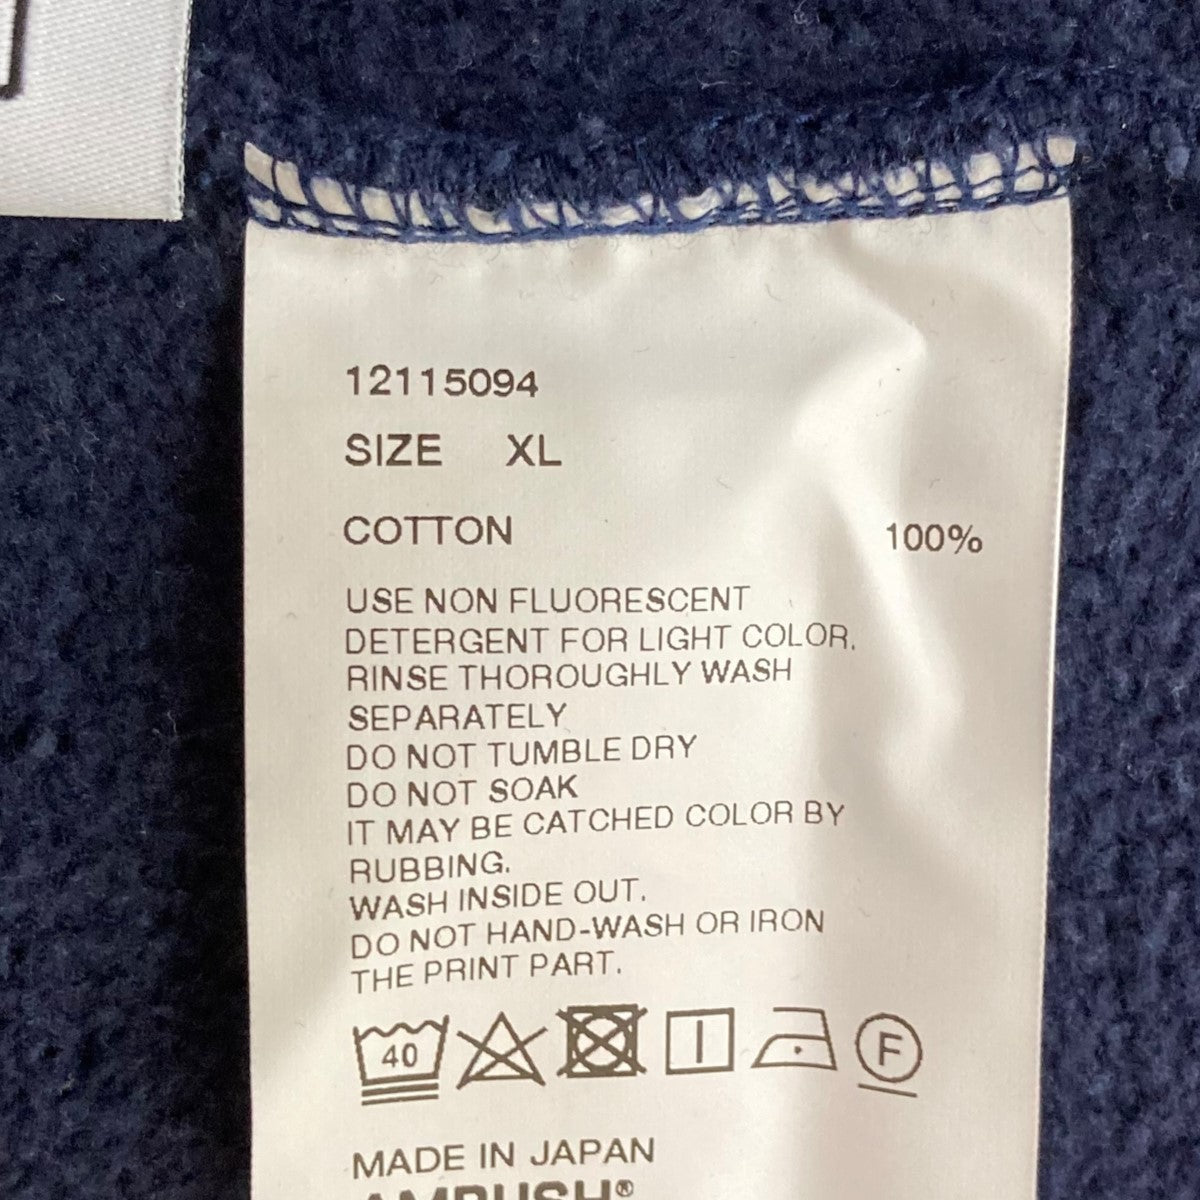 12115094
SIZE XL
COTTON 100%
USE NON FLUORESCENT
DETERGENT FOR LIGHT COLOR.
RINSE THOROUGHLY WASH
SEPARATELY
DO NOT TUMBLE DRY
DO NOT SOAK
IT MAY BE CATCHED COLOR BY
RUBBING.
WASH INSIDE OUT.
DO NOT HAND-WASH OR IRON
THE PRINT PART.
40 F
MADE IN JAPAN
AMBUSH®